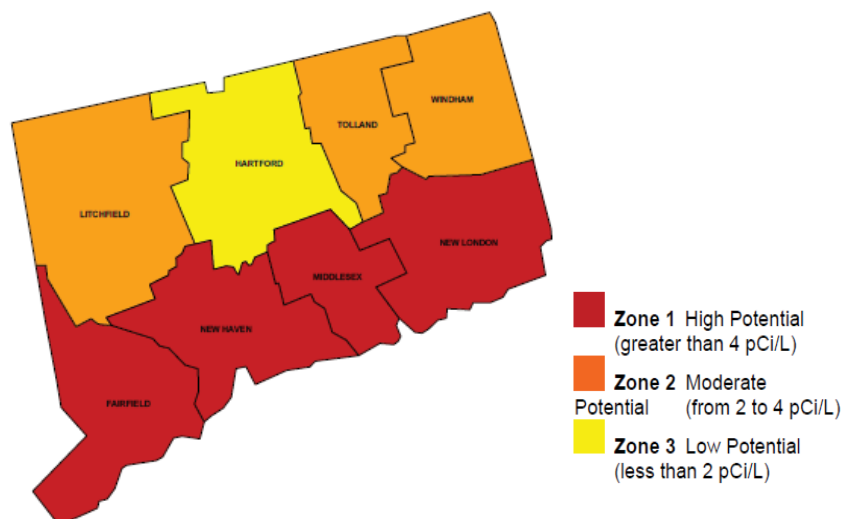 WINDHAM
TOLLAND
HARTFORD
LITCHFIELD
NEW LONDON
MIDDLESEX
NEW HAVEN
FAIRFIELD
Zone 1 High Potential
(greater than 4 pCi/L)
Zone 2 Moderate
Potential (from 2 to 4 pCi/L)
Zone 3 Low Potential
(less than 2 pCi/L)